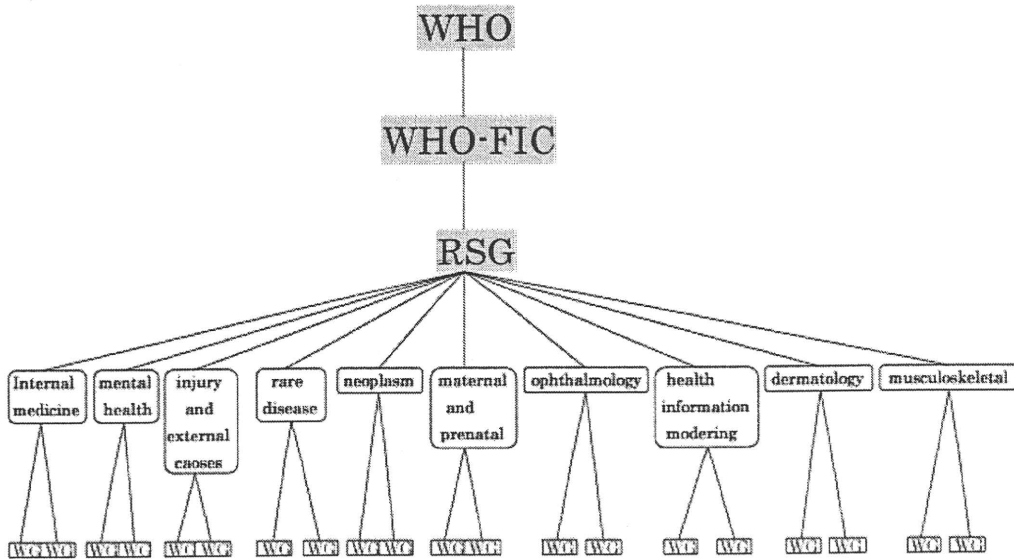 WHO
WHO-FIC
RSG
Internal
medicine
mental
health
injury
and
external
caoses
rare
disease
neoplasm
maternal
and
prenatal
ophthalmology
health
information
modering
dermatology
musculoskeletal
WG WG WG WG WG WG WG WG WG WG WG WG WG WG WG WG WG WG WG WG